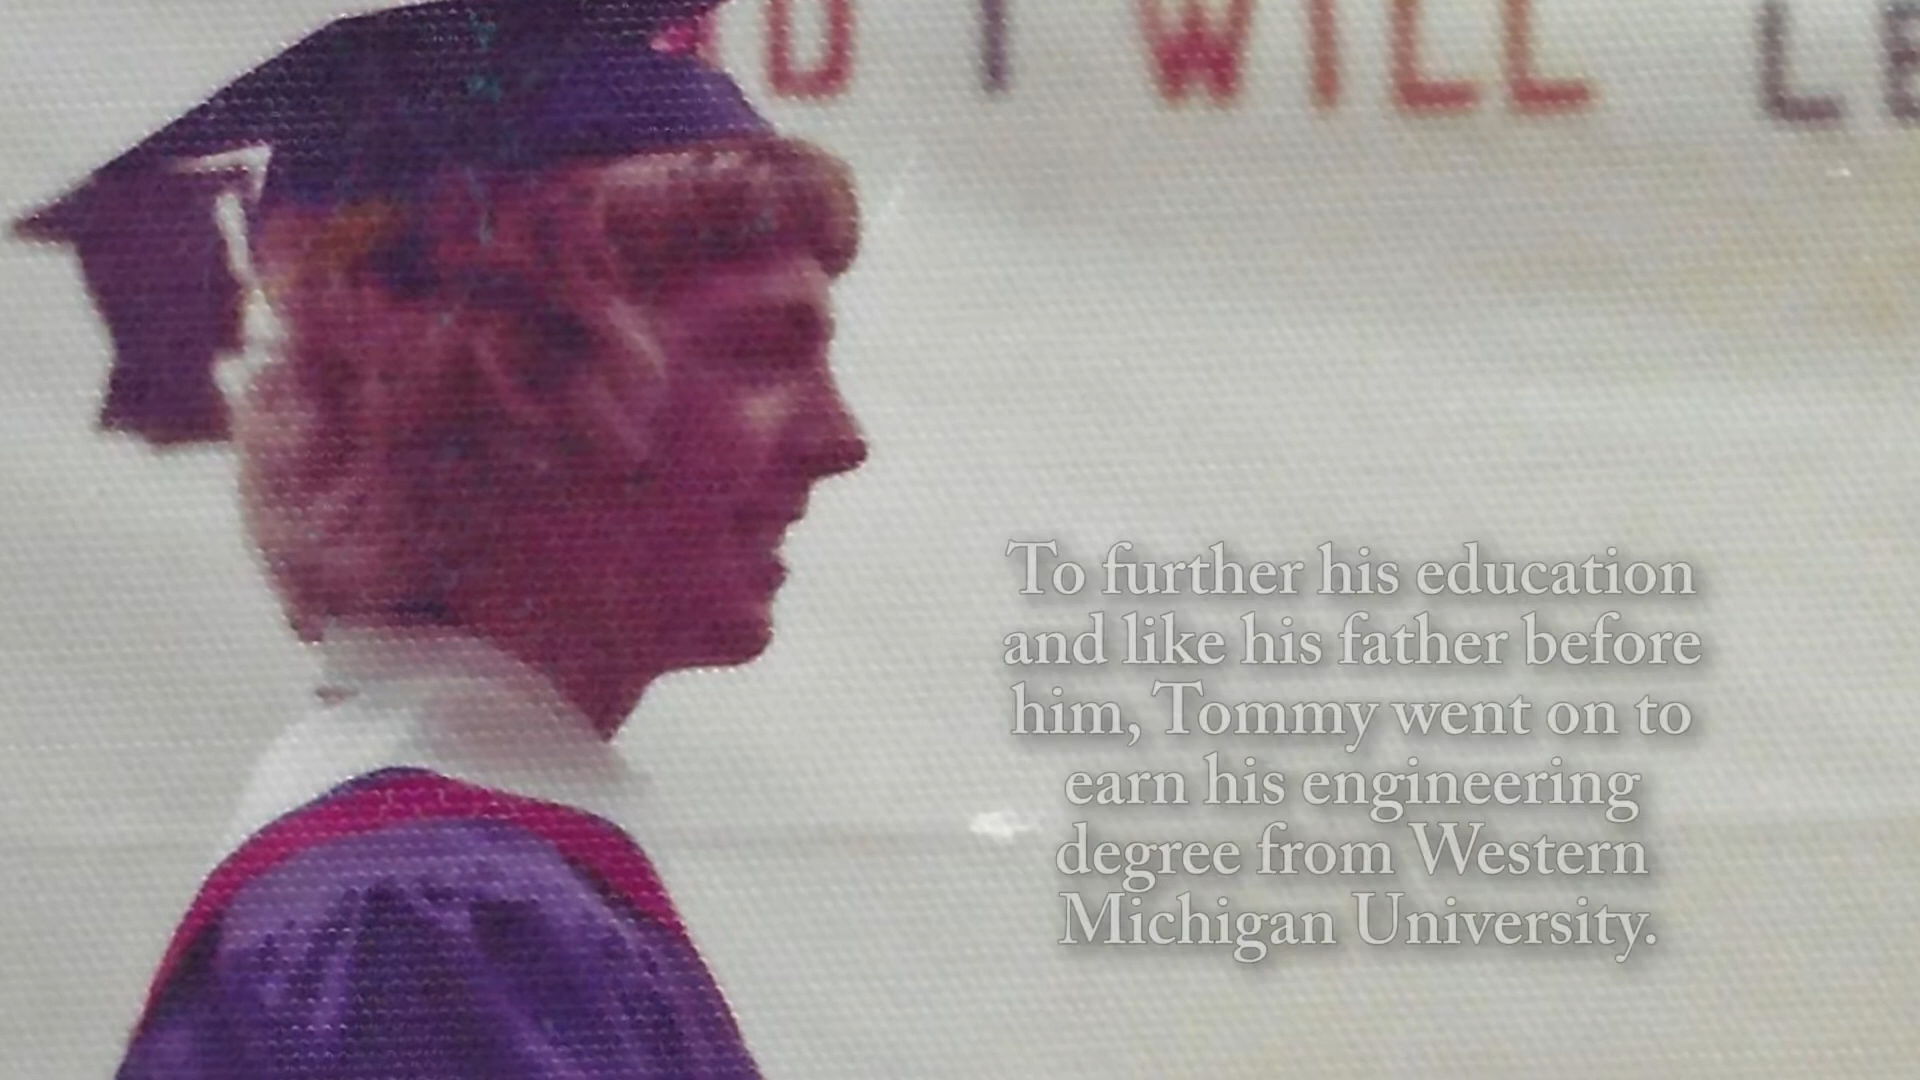 I WILL
To further his education
and like his father before
him, Tommy went on to
earn his engineering
degree from Western
Michigan University.